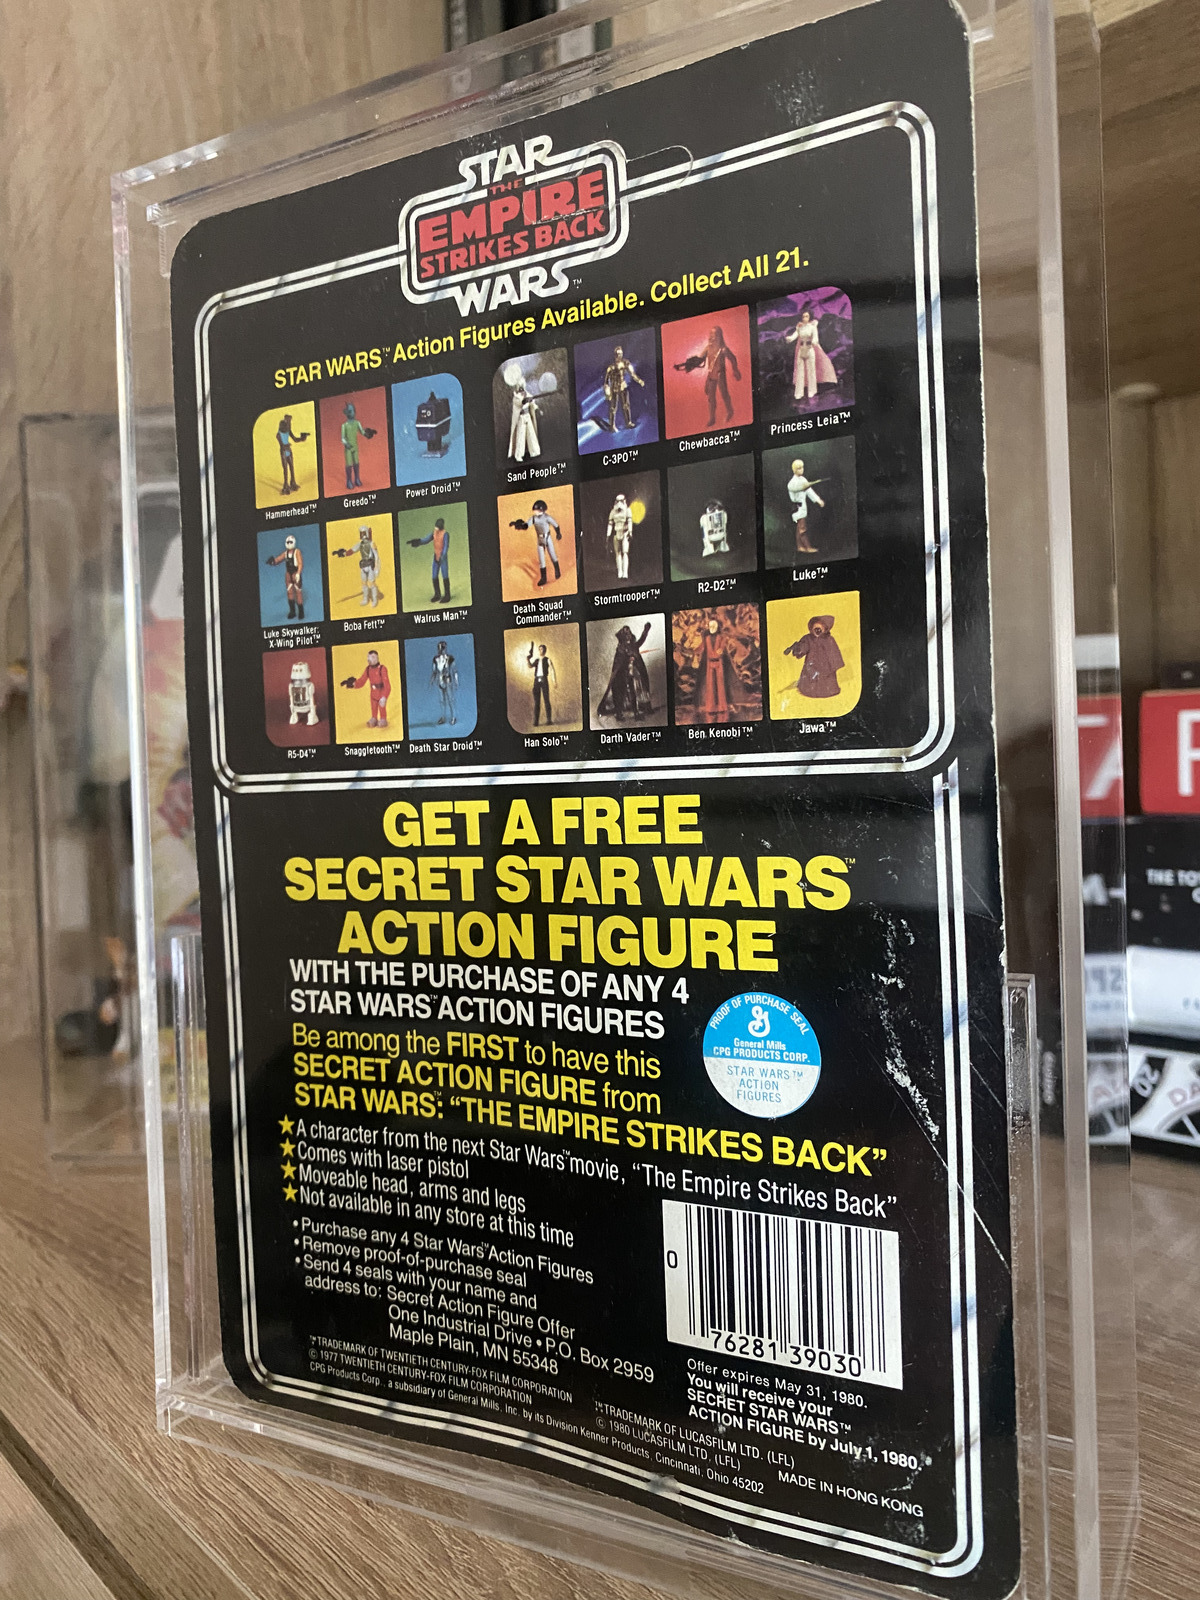 STAR
THE
EMPIRE
STRIKES BACK
WARS™
STAR WARS™ Action Figures Available. Collect All 21.
Hammerhead™
Greedo™
Power Droid™
Sand People™
C-3PO™
Chewbacca™
Princess Leia™
Luke Skywalker:
X-Wing Pilot™
Boba Fett™
Walrus Man™
Death Squad
Commander™
Stormtrooper™
R2-D2™
Luke™
R5-D4™
Snaggletooth™
Death Star Droid™
Han Solo™
Darth Vader™
Ben Kenobi™
Jawa™
GET A FREE
SECRET STAR WARS™
ACTION FIGURE
WITH THE PURCHASE OF ANY 4
STAR WARS™ ACTION FIGURES
Be among the FIRST to have this
SECRET ACTION FIGURE from
STAR WARS™: “THE EMPIRE STRIKES BACK”
PROOF OF PURCHASE SEAL
G
General Mills
CPG PRODUCTS CORP.
STAR WARS™
ACTION
FIGURES
★A character from the next Star Wars™ movie, “The Empire Strikes Back”
★Comes with laser pistol
★Moveable head, arms and legs
★Not available in any store at this time
•Purchase any 4 Star Wars™ Action Figures
•Remove proof-of-purchase seal
•Send 4 seals with your name and
address to: Secret Action Figure Offer
One Industrial Drive • P.O. Box 2959
Maple Plain, MN 55348
0
76281 39030
Offer expires May 31, 1980.
You will receive your
SECRET STAR WARS™
ACTION FIGURE by July 1, 1980.
™TRADEMARK OF TWENTIETH CENTURY-FOX FILM CORPORATION
© 1977 TWENTIETH CENTURY-FOX FILM CORPORATION
™TRADEMARK OF LUCASFILM LTD. (LFL)
© 1980 LUCASFILM LTD. (LFL)
CPG Products Corp., a subsidiary of General Mills, Inc. by its Division Kenner Products, Cincinnati, Ohio 45202
MADE IN HONG KONG
THE TO